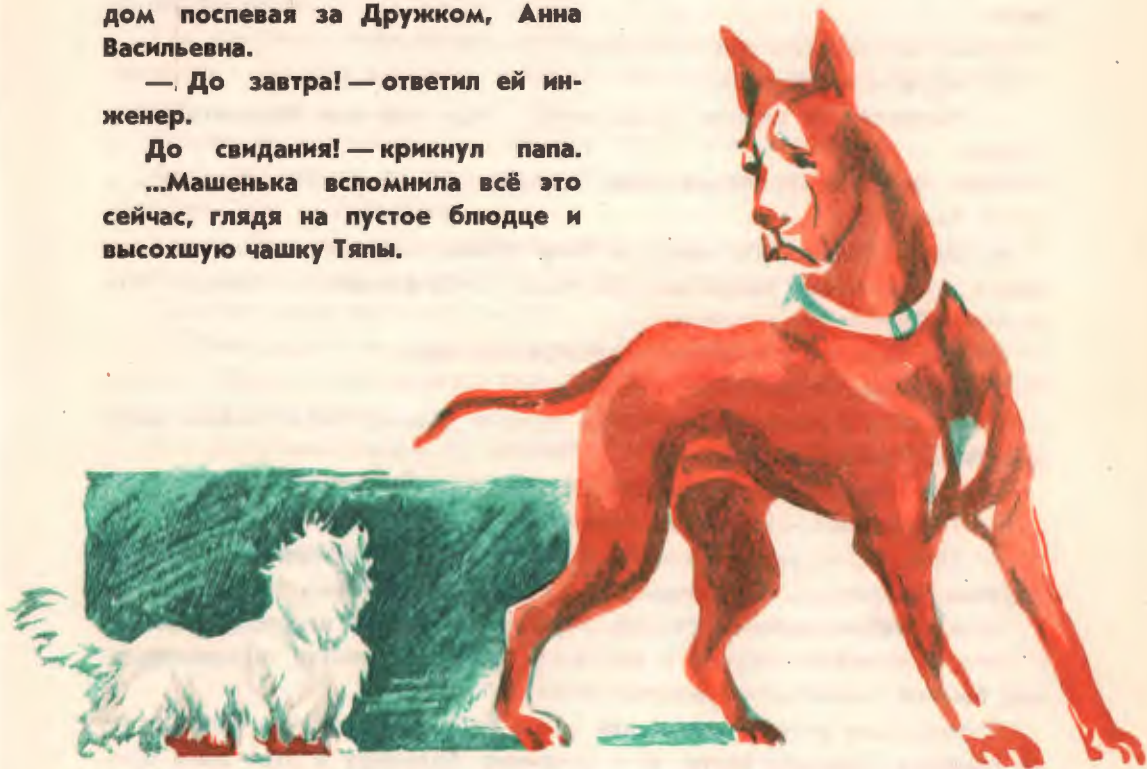 дом поспевая за Дружком, Анна
Васильевна.
— До завтра! — ответил ей ин-
женер.
До свидания! — крикнул папа.
...Машенька вспомнила всё это
сейчас, глядя на пустое блюдце и
высохшую чашку Тяпы.